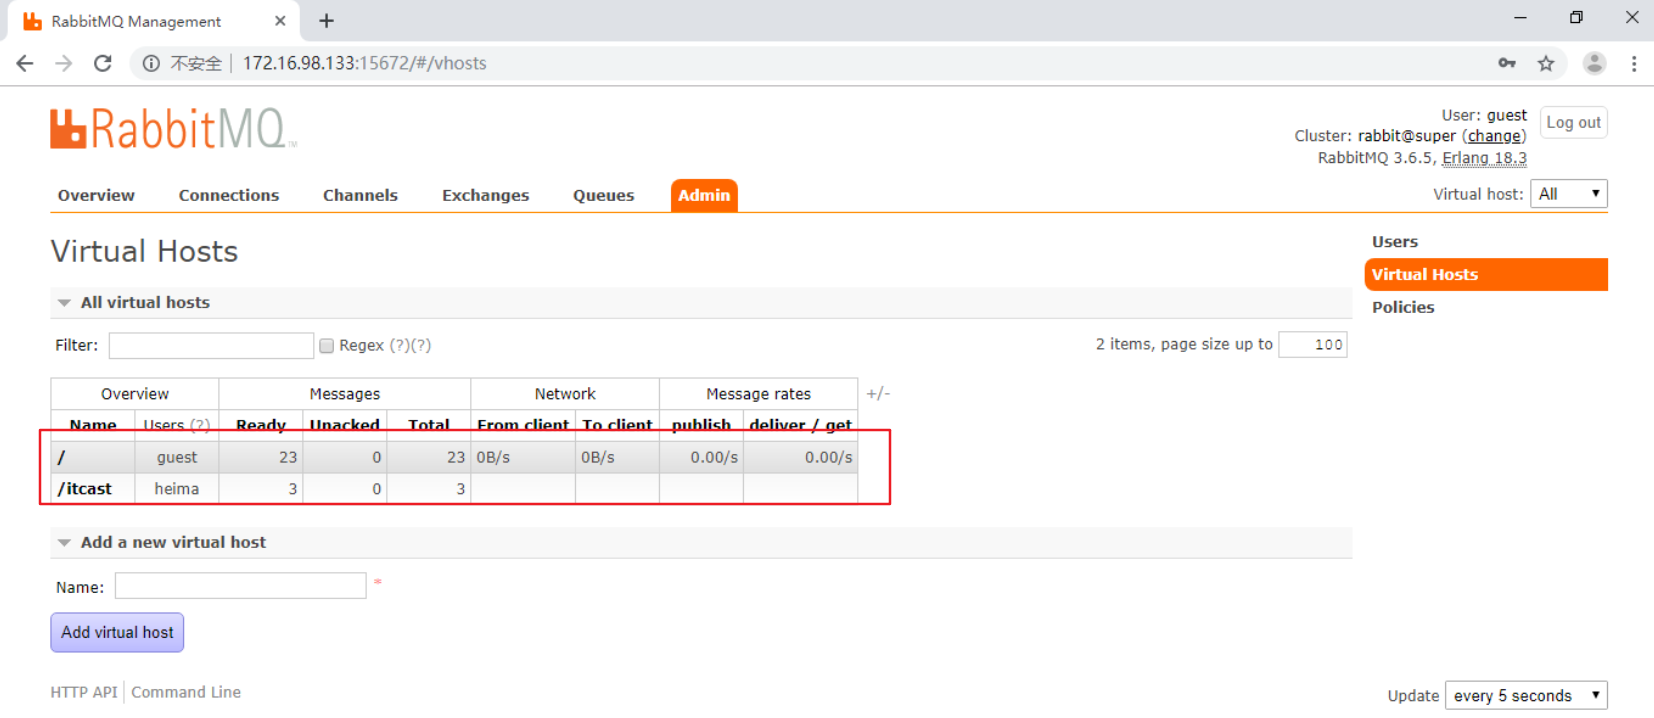 RabbitMQ Management
不安全 172.16.98.133:15672/#/vhosts
RabbitMQ™
User: guest
Log out
Cluster: rabbit@super (change)
RabbitMQ 3.6.5, Erlang 18.3
Overview Connections Channels Exchanges Queues Admin
Virtual host: All
Virtual Hosts
Users
Virtual Hosts
Policies
All virtual hosts
Filter: Regex (?)(?)
2 items, page size up to 100
Overview Messages Network Message rates +/-
Name Users (?) Ready Unacked Total From client To client publish deliver / get
/ guest 23 0 23 0B/s 0B/s 0.00/s 0.00/s
/itcast heima 3 0 3
Add a new virtual host
Name: *
Add virtual host
HTTP API Command Line
Update every 5 seconds